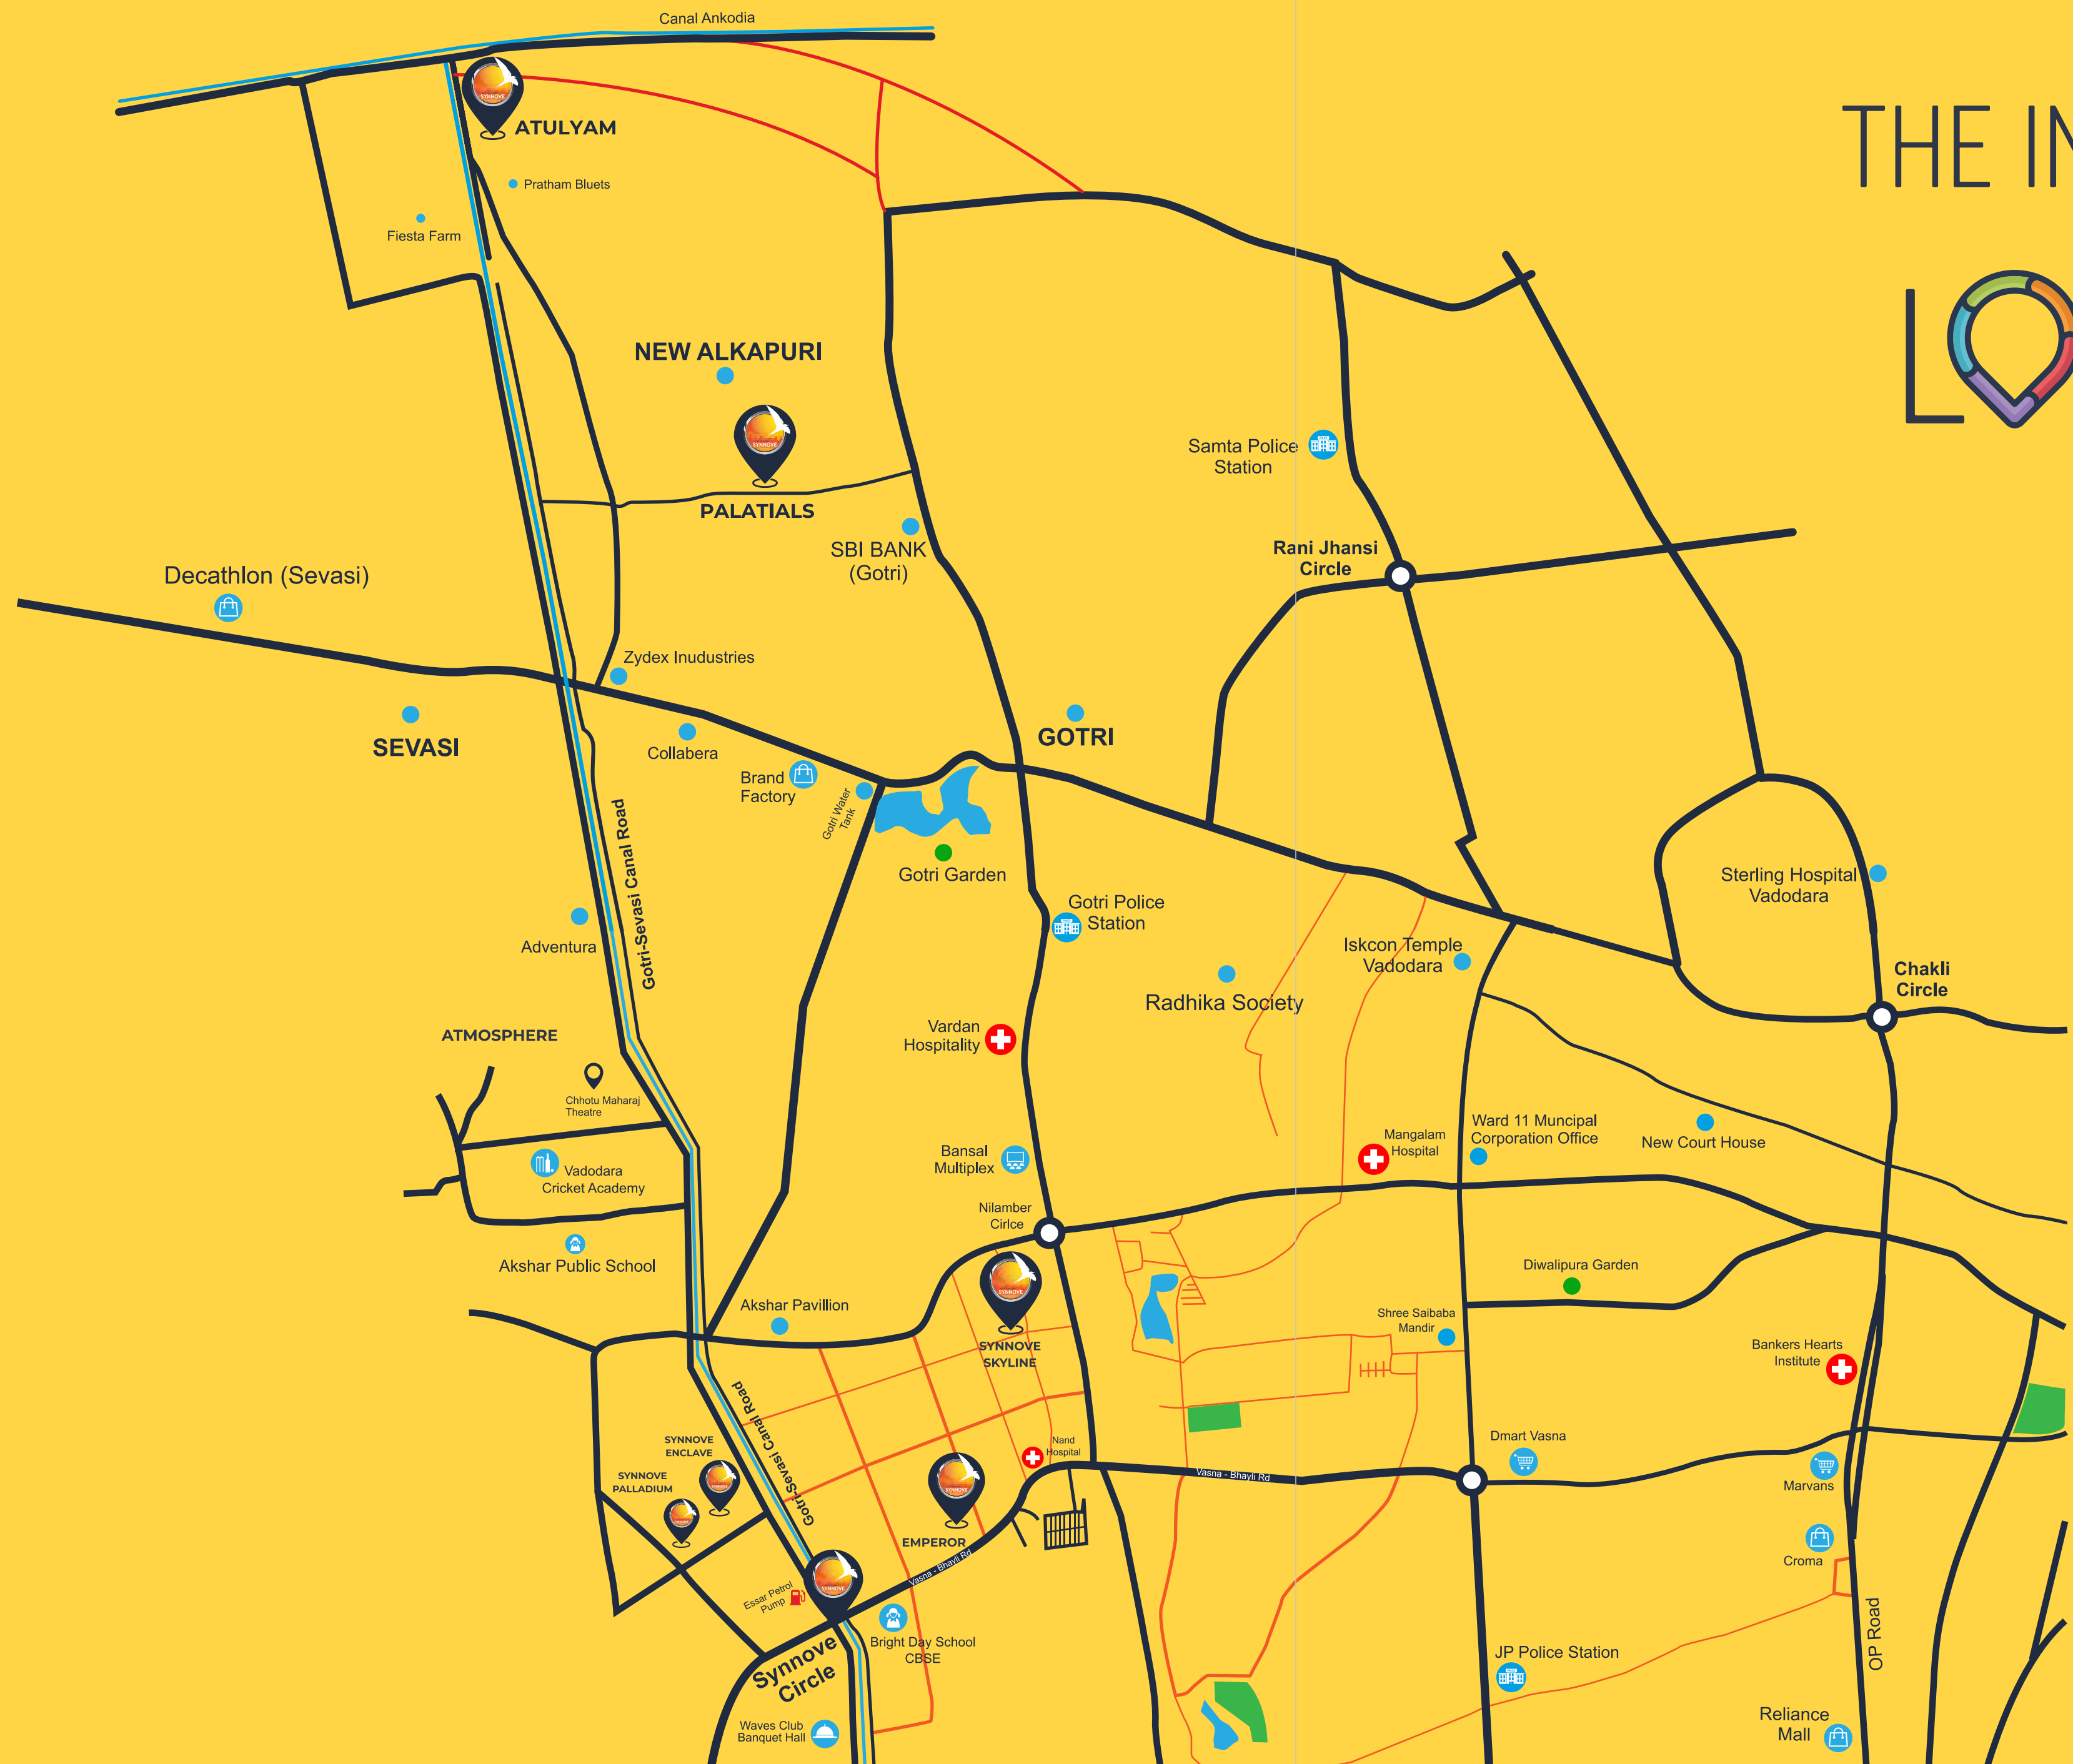 Canal Ankodia
THE IN
SYNNOVE
ATULYAM
Pratham Bluets
Fiesta Farm
NEW ALKAPURI
L
SYNNOVE
PALATIALS
Samta Police
Station
SBI BANK
(Gotri)
Rani Jhansi
Circle
Decathlon (Sevasi)
Zydex Inudustries
SEVASI
Collabera
GOTRI
Brand
Factory
Gotri Water
Tank
Gotri-Sevasi Canal Road
Gotri Garden
Sterling Hospital
Vadodara
Gotri Police
Station
Adventura
Iskcon Temple
Vadodara
Chakli
Circle
Radhika Society
ATMOSPHERE
Vardan
Hospitality
Chhotu Maharaj
Theatre
Ward 11 Muncipal
Corporation Office
Mangalam
Hospital
New Court House
Bansal
Multiplex
Vadodara
Cricket Academy
Nilamber
Cirlce
Akshar Public School
Diwalipura Garden
SYNNOVE
Akshar Pavillion
Shree Saibaba
Mandir
SYNNOVE
SKYLINE
Bankers Hearts
Institute
Gotri-Sevasi Canal Road
SYNNOVE
ENCLAVE
Nand
Hospital
Dmart Vasna
SYNNOVE
PALLADIUM
SYNNOVE
Vasna - Bhayli Rd
Marvans
EMPEROR
Croma
Vasna - Bhayli Rd
SYNNOVE
Essar Petrol
Pump
Bright Day School
CBSE
Synnove
Circle
OP Road
JP Police Station
Waves Club
Banquet Hall
Reliance
Mall